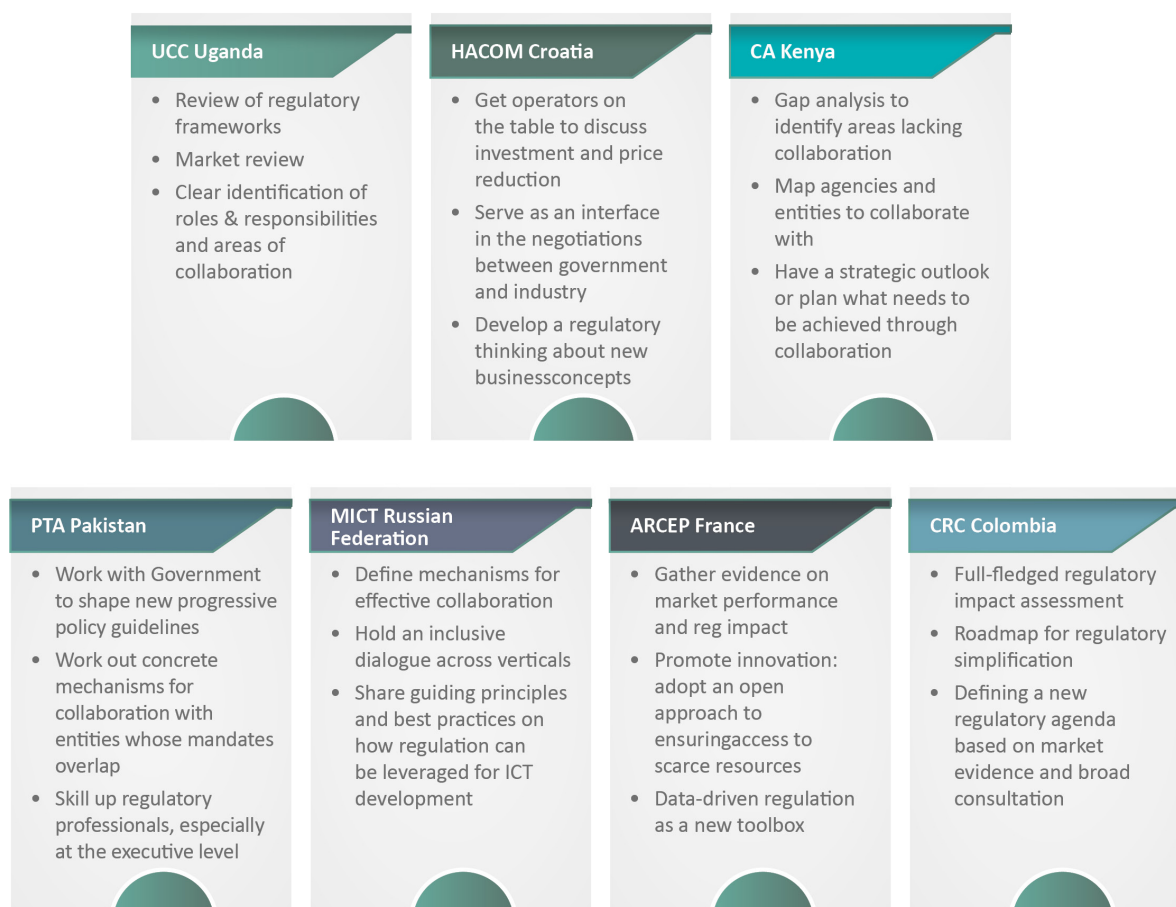 UCC Uganda
• Review of regulatory
frameworks
• Market review
• Clear identification of
roles & responsibilities
and areas of
collaboration
HACOM Croatia
• Get operators on
the table to discuss
investment and price
reduction
• Serve as an interface
in the negotiations
between government
and industry
• Develop a regulatory
thinking about new
businessconcepts
CA Kenya
• Gap analysis to
identify areas lacking
collaboration
• Map agencies and
entities to collaborate
with
• Have a strategic outlook
or plan what needs to
be achieved through
collaboration
PTA Pakistan
• Work with Government
to shape new progressive
policy guidelines
• Work out concrete
mechanisms for
collaboration with
entities whose mandates
overlap
• Skill up regulatory
professionals, especially
at the executive level
MICT Russian
Federation
• Define mechanisms for
effective collaboration
• Hold an inclusive
dialogue across verticals
• Share guiding principles
and best practices on
how regulation can
be leveraged for ICT
development
ARCEP France
• Gather evidence on
market performance
and reg impact
• Promote innovation:
adopt an open
approach to
ensuringaccess to
scarce resources
• Data-driven regulation
as a new toolbox
CRC Colombia
• Full-fledged regulatory
impact assessment
• Roadmap for regulatory
simplification
• Defining a new
regulatory agenda
based on market
evidence and broad
consultation